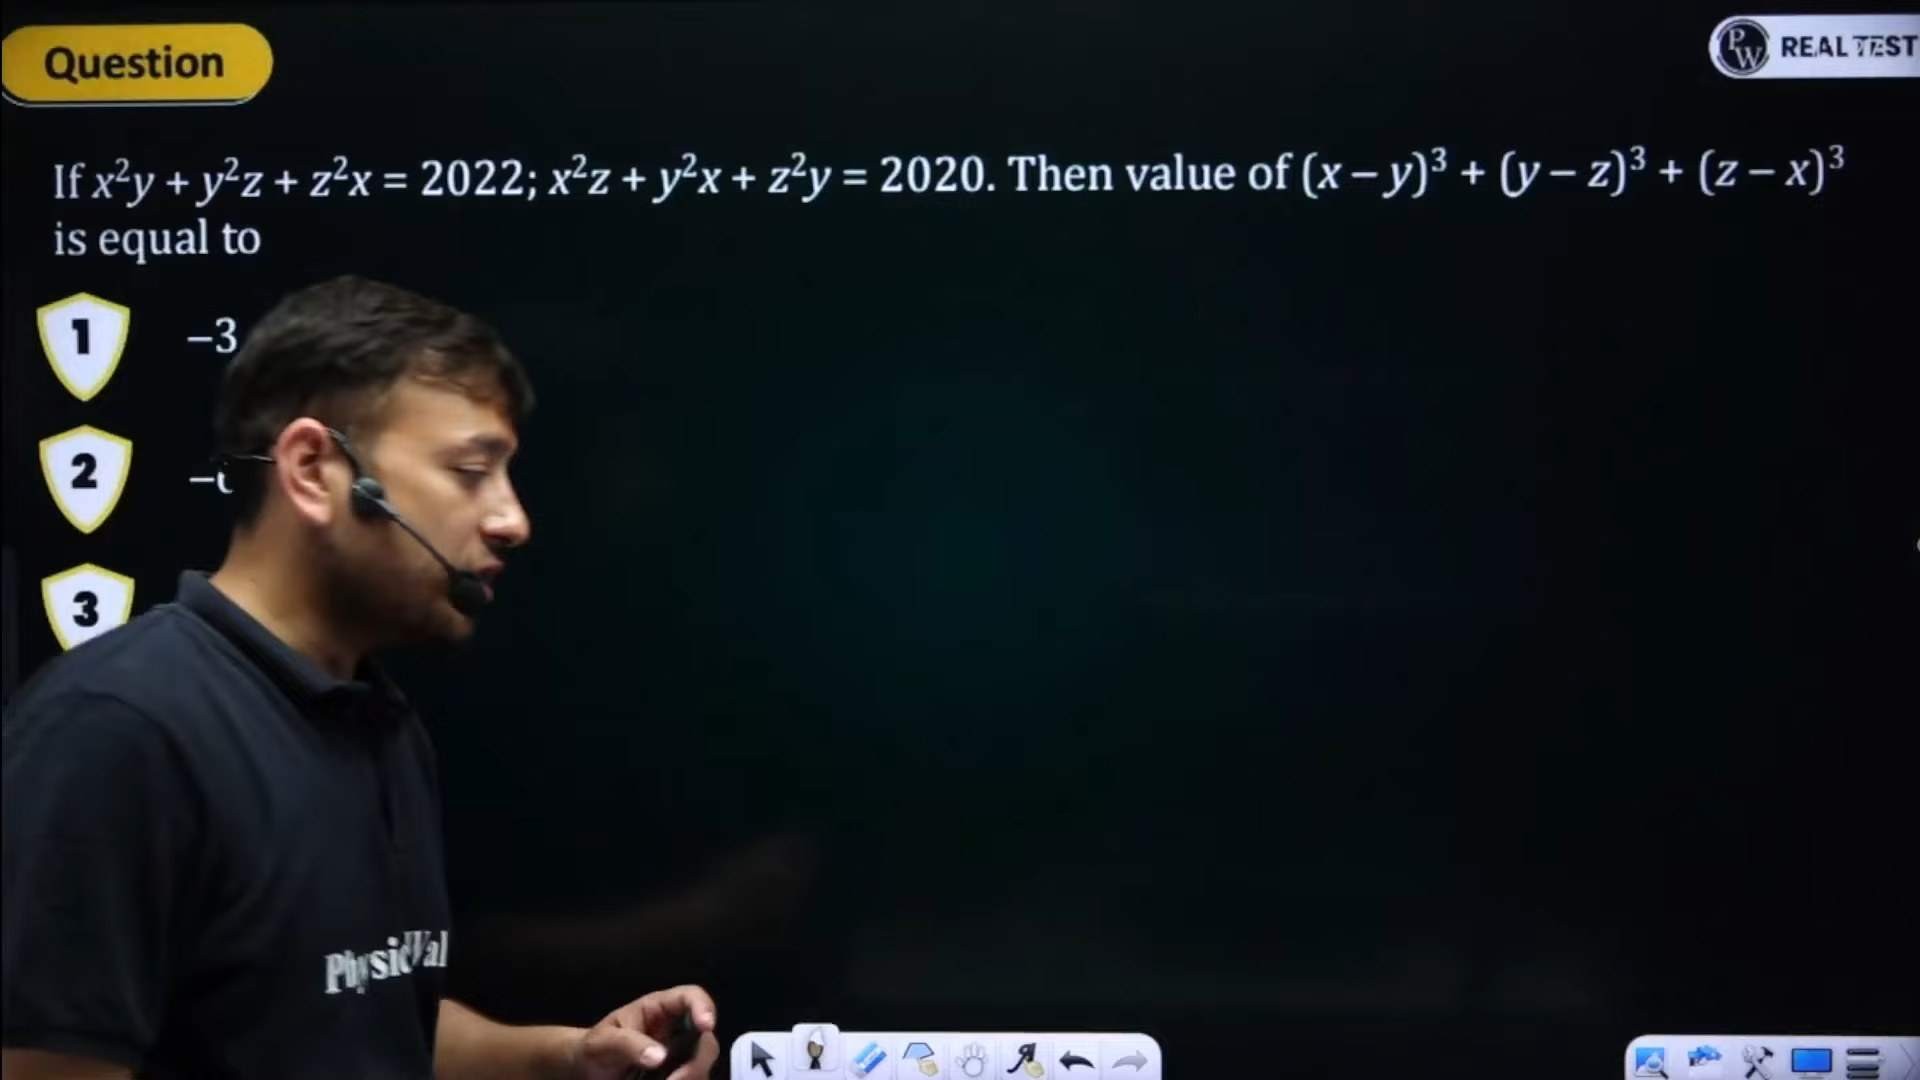 Question
PW REAL TEST
If x²y + y²z + z²x = 2022; x²z + y²x + z²y = 2020. Then value of (x − y)³ + (y − z)³ + (z − x)³
is equal to
1 −3
2
3